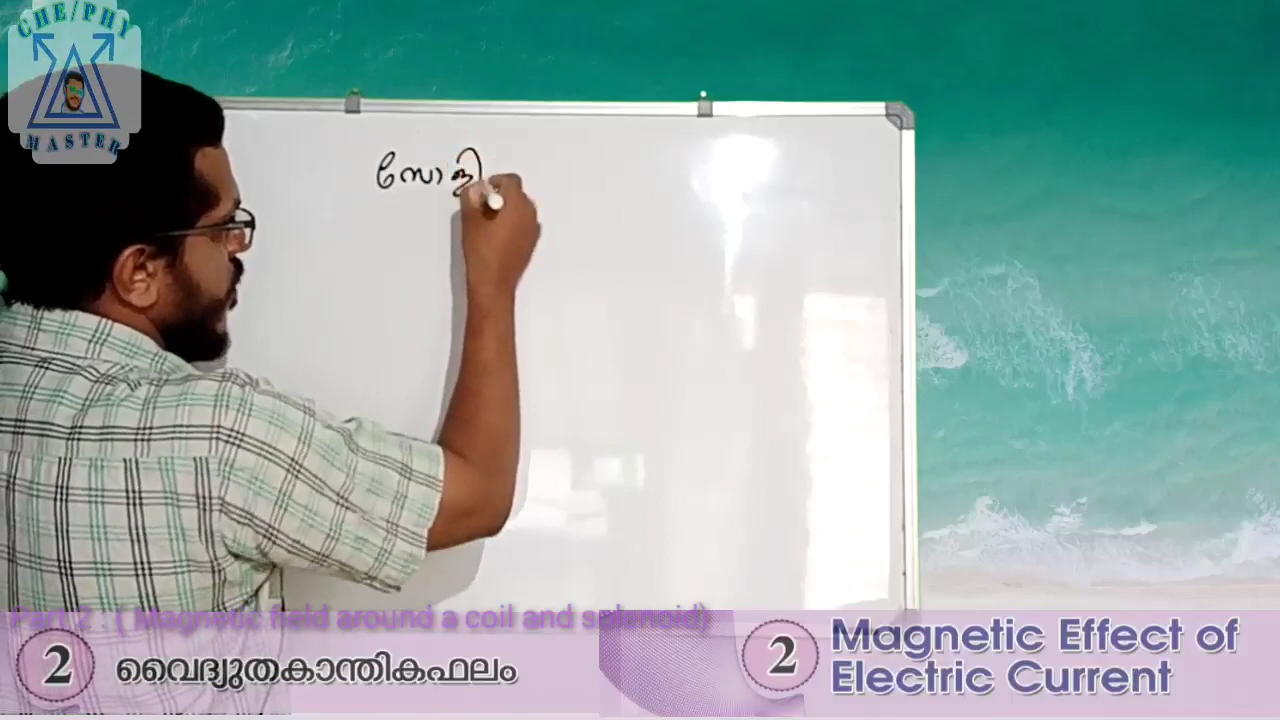 CHE/PHY
MASTER
സോളി
Part 2 : ( Magnetic field around a coil and solenoid)
2 വൈദ്യുതകാന്തികഫലം
2 Magnetic Effect of
Electric Current